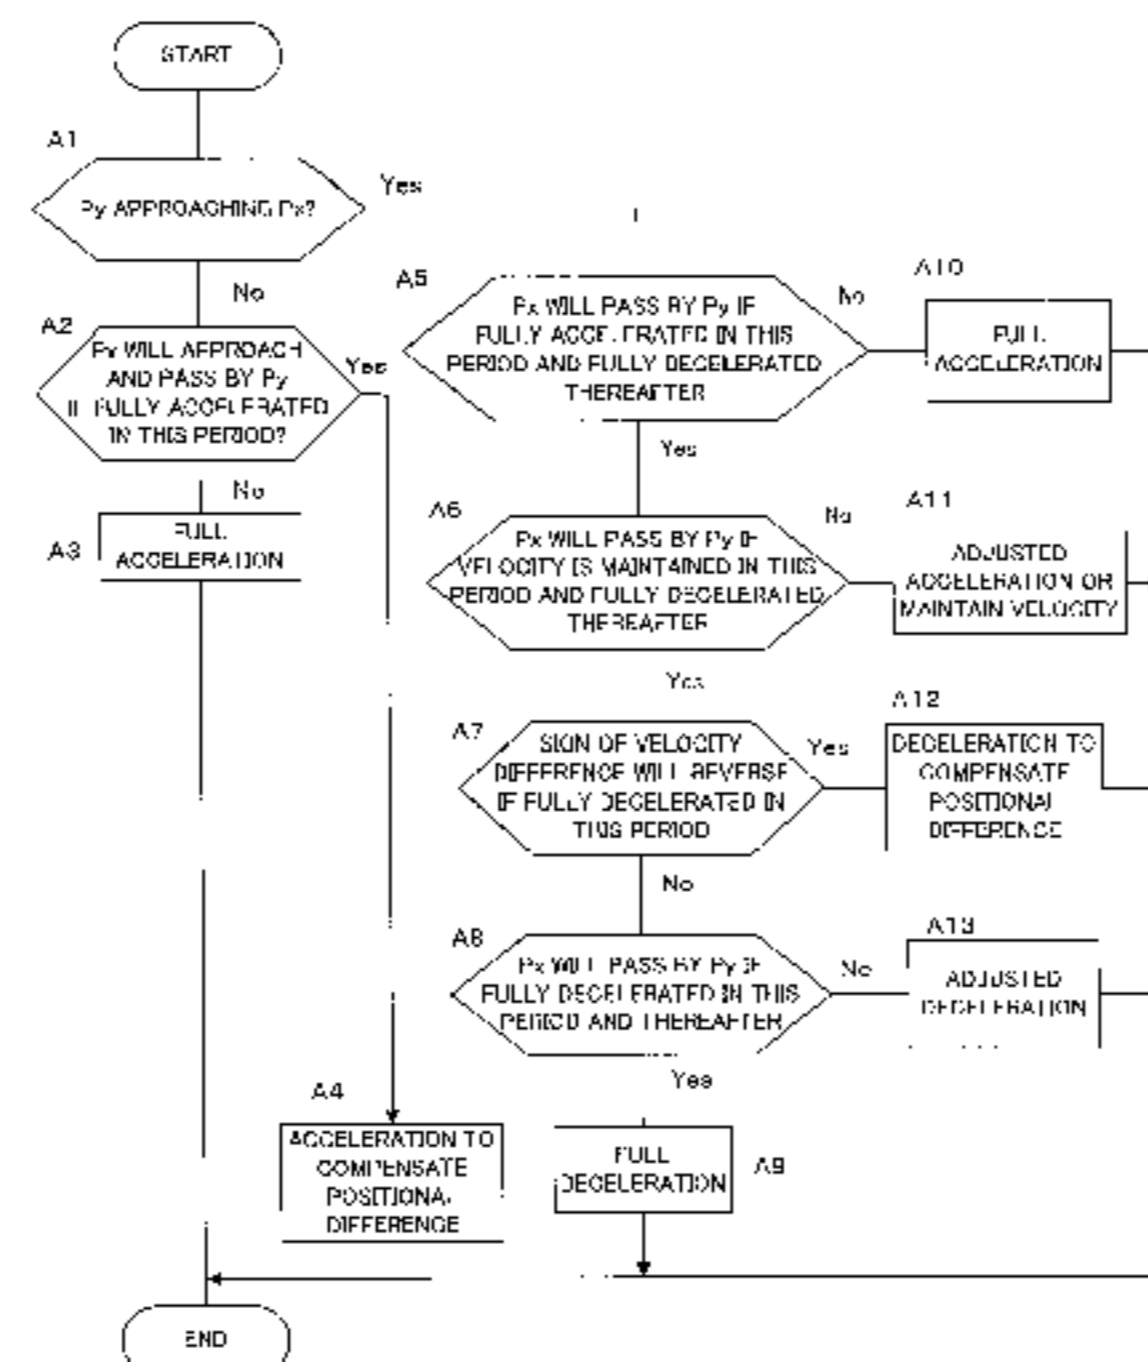 START
A1
Py APPROACHING Px?
Yes
No
A2
Px WILL APPROACH
AND PASS BY Py
IF FULLY ACCELERATED
IN THIS PERIOD?
Yes
No
A3
FULL
ACCELERATION
A4
ACCELERATION TO
COMPENSATE
POSITIONAL
DIFFERENCE
A5
Px WILL PASS BY Py IF
FULLY ACCELERATED IN THIS
PERIOD AND FULLY DECELERATED
THEREAFTER
No
Yes
A10
FULL
ACCELERATION
A6
Px WILL PASS BY Py IF
VELOCITY IS MAINTAINED IN THIS
PERIOD AND FULLY DECELERATED
THEREAFTER
No
Yes
A11
ADJUSTED
ACCELERATION OR
MAINTAIN VELOCITY
A7
SIGN OF VELOCITY
DIFFERENCE WILL REVERSE
IF FULLY DECELERATED IN
THIS PERIOD
Yes
No
A12
DECELERATION TO
COMPENSATE
POSITIONAL
DIFFERENCE
A8
Px WILL PASS BY Py IF
FULLY DECELERATED IN THIS
PERIOD AND THEREAFTER
No
Yes
A13
ADJUSTED
DECELERATION
FULL
DECELERATION
A9
END